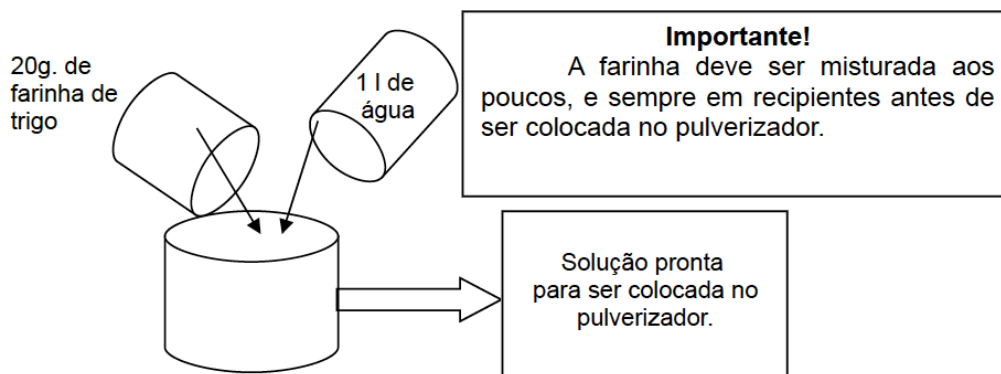 20g. de
farinha de
trigo
1 l de
água
Importante!
A farinha deve ser misturada aos
poucos, e sempre em recipientes antes de
ser colocada no pulverizador.
Solução pronta
para ser colocada no
pulverizador.